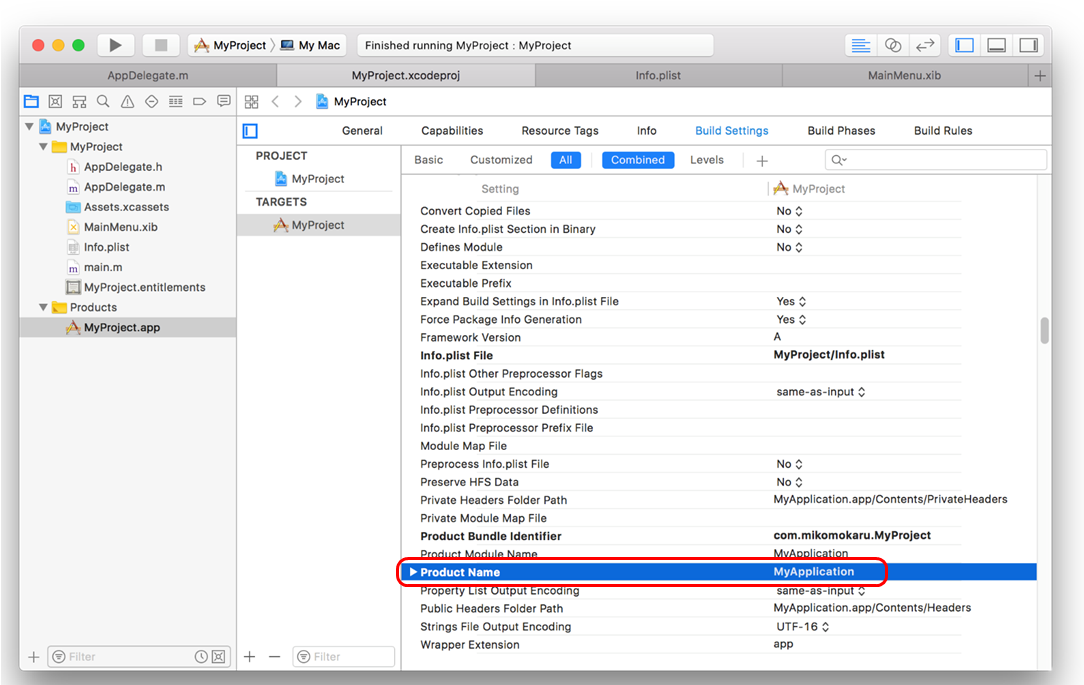 MyProject
My Mac
Finished running MyProject : MyProject
AppDelegate.m
MyProject.xcodeproj
Info.plist
MainMenu.xib
MyProject
MyProject
MyProject
AppDelegate.h
AppDelegate.m
Assets.xcassets
MainMenu.xib
Info.plist
main.m
MyProject.entitlements
Products
MyProject.app
Filter
General Capabilities Resource Tags Info Build Settings Build Phases Build Rules
PROJECT
MyProject
TARGETS
MyProject
Filter
Basic Customized All Combined Levels
Setting MyProject
Convert Copied Files No
Create Info.plist Section in Binary No
Defines Module No
Executable Extension
Executable Prefix
Expand Build Settings in Info.plist File Yes
Force Package Info Generation Yes
Framework Version A
Info.plist File MyProject/Info.plist
Info.plist Other Preprocessor Flags
Info.plist Output Encoding same-as-input
Info.plist Preprocessor Definitions
Info.plist Preprocessor Prefix File
Module Map File
Preprocess Info.plist File No
Preserve HFS Data No
Private Headers Folder Path MyApplication.app/Contents/PrivateHeaders
Private Module Map File
Product Bundle Identifier com.mikomokaru.MyProject
Product Module Name MyApplication
Product Name MyApplication
Property List Output Encoding same-as-input
Public Headers Folder Path MyApplication.app/Contents/Headers
Strings File Output Encoding UTF-16
Wrapper Extension app